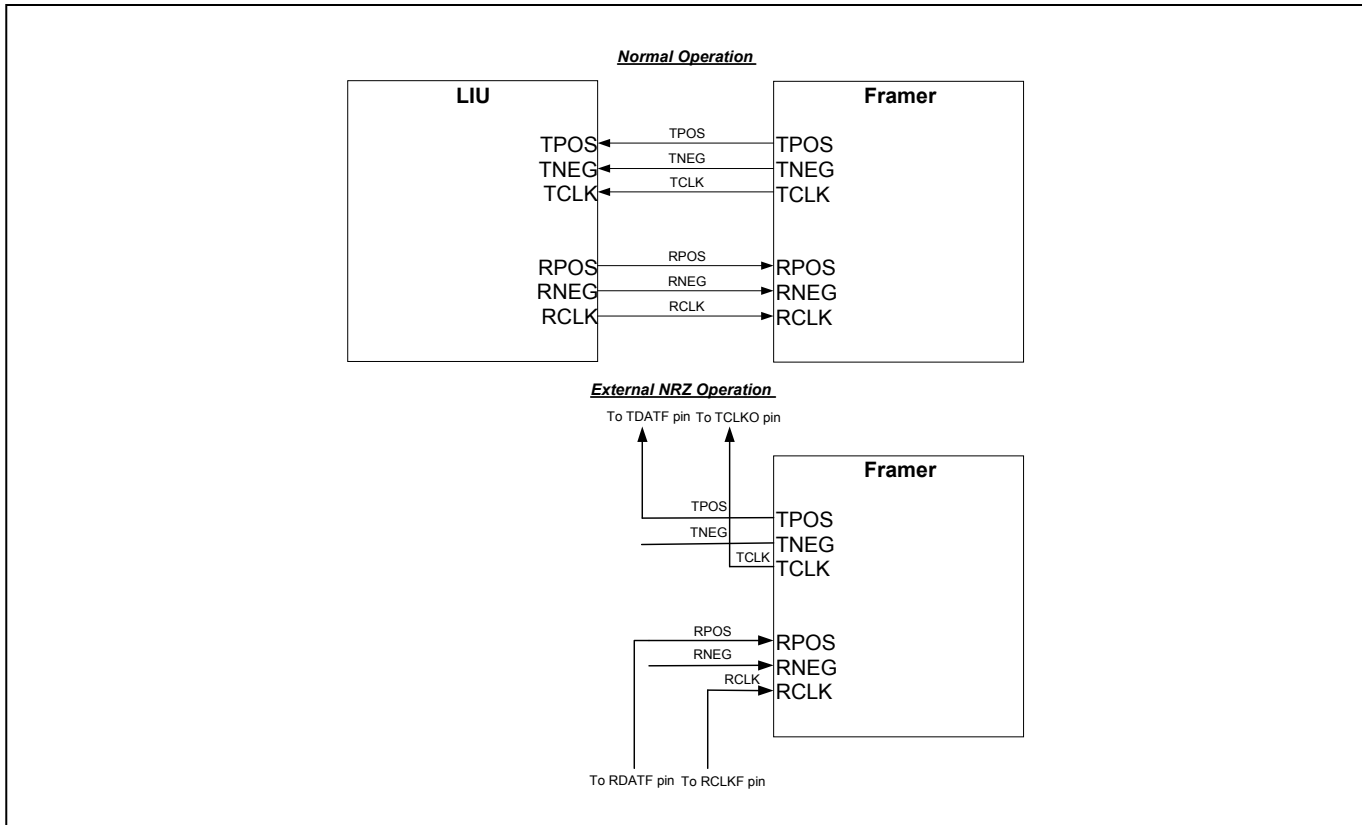 Normal Operation
LIU
Framer
TPOS TPOS TPOS
TNEG TNEG TNEG
TCLK TCLK TCLK
RPOS RPOS RPOS
RNEG RNEG RNEG
RCLK RCLK RCLK
External NRZ Operation
To TDATF pin To TCLKO pin
Framer
TPOS TPOS
TNEG TNEG
TCLK TCLK
RPOS RPOS
RNEG RNEG
RCLK RCLK
To RDATF pin To RCLKF pin